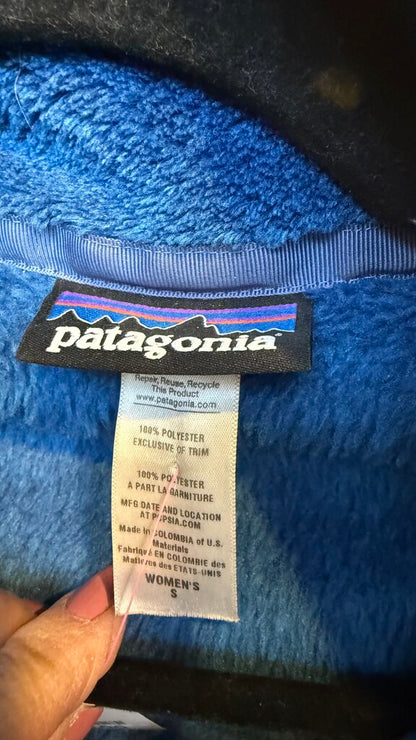 patagonia
Repair, Reuse, Recycle
This Product
www.patagonia.com
100% POLYESTER
EXCLUSIVE OF TRIM
100% POLYESTER
A PART LA GARNITURE
MFG DATE AND LOCATION
AT P2PSIA.COM
Made in COLOMBIA of U.S.
Materials
Fabriqué EN COLOMBIE des
Matières des ÉTATS-UNIS
WOMEN'S
S